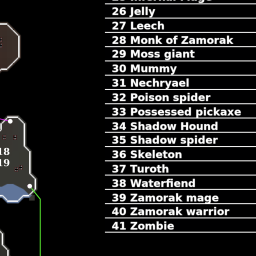 26 Jelly
27 Leech
28 Monk of Zamorak
29 Moss giant
30 Mummy
31 Nechryael
32 Poison spider
33 Possessed pickaxe
34 Shadow Hound
35 Shadow spider
36 Skeleton
37 Turoth
38 Waterfiend
39 Zamorak mage
40 Zamorak warrior
41 Zombie
18
19